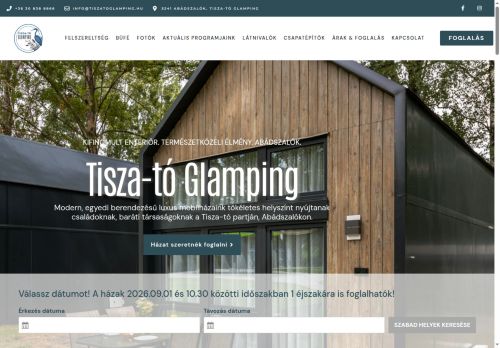 +36 30 838 8888
INFO@TISZATOGLAMPING.HU
5241 ABÁDSZALÓK, TISZA-TÓ GLAMPING
FELSZERELTSÉG
BÜFÉ
FOTÓK
AKTUÁLIS PROGRAMJAINK
LÁTNIVALÓK
CSAPATÉPÍTŐK
ÁRAK & FOGLALÁS
KAPCSOLAT
FOGLALÁS
KIFINOMULT ENTERIŐR, TERMÉSZETKÖZELI ÉLMÉNY, ABÁDSZALÓK.
Tisza-tó Glamping
Modern, egyedi berendezésű luxus mobilházaink tökéletes helyszínt nyújtanak
családoknak, baráti társaságoknak a Tisza-tó partján, Abádszalókon.
Házat szeretnék foglalni
Válassz dátumot! A házak 2026.09.01 és 10.30 közötti időszakban 1 éjszakára is foglalhatók!
Érkezés dátuma
Távozás dátuma
SZABAD HELYEK KERESÉSE